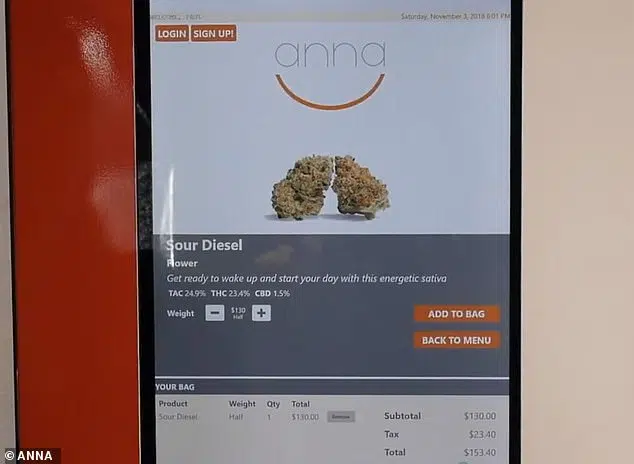 Saturday, November 3, 2018 6:01 PM
LOGIN SIGN UP!
anna
Sour Diesel
Flower
Get ready to wake up and start your day with this energetic sativa
TAC 24.9% THC 23.4% CBD 1.5%
Weight - $130 Half +
ADD TO BAG
BACK TO MENU
YOUR BAG
Product Weight Qty Total
Sour Diesel Half 1 $130.00 Remove
Subtotal $130.00
Tax $23.40
Total $153.40
© ANNA